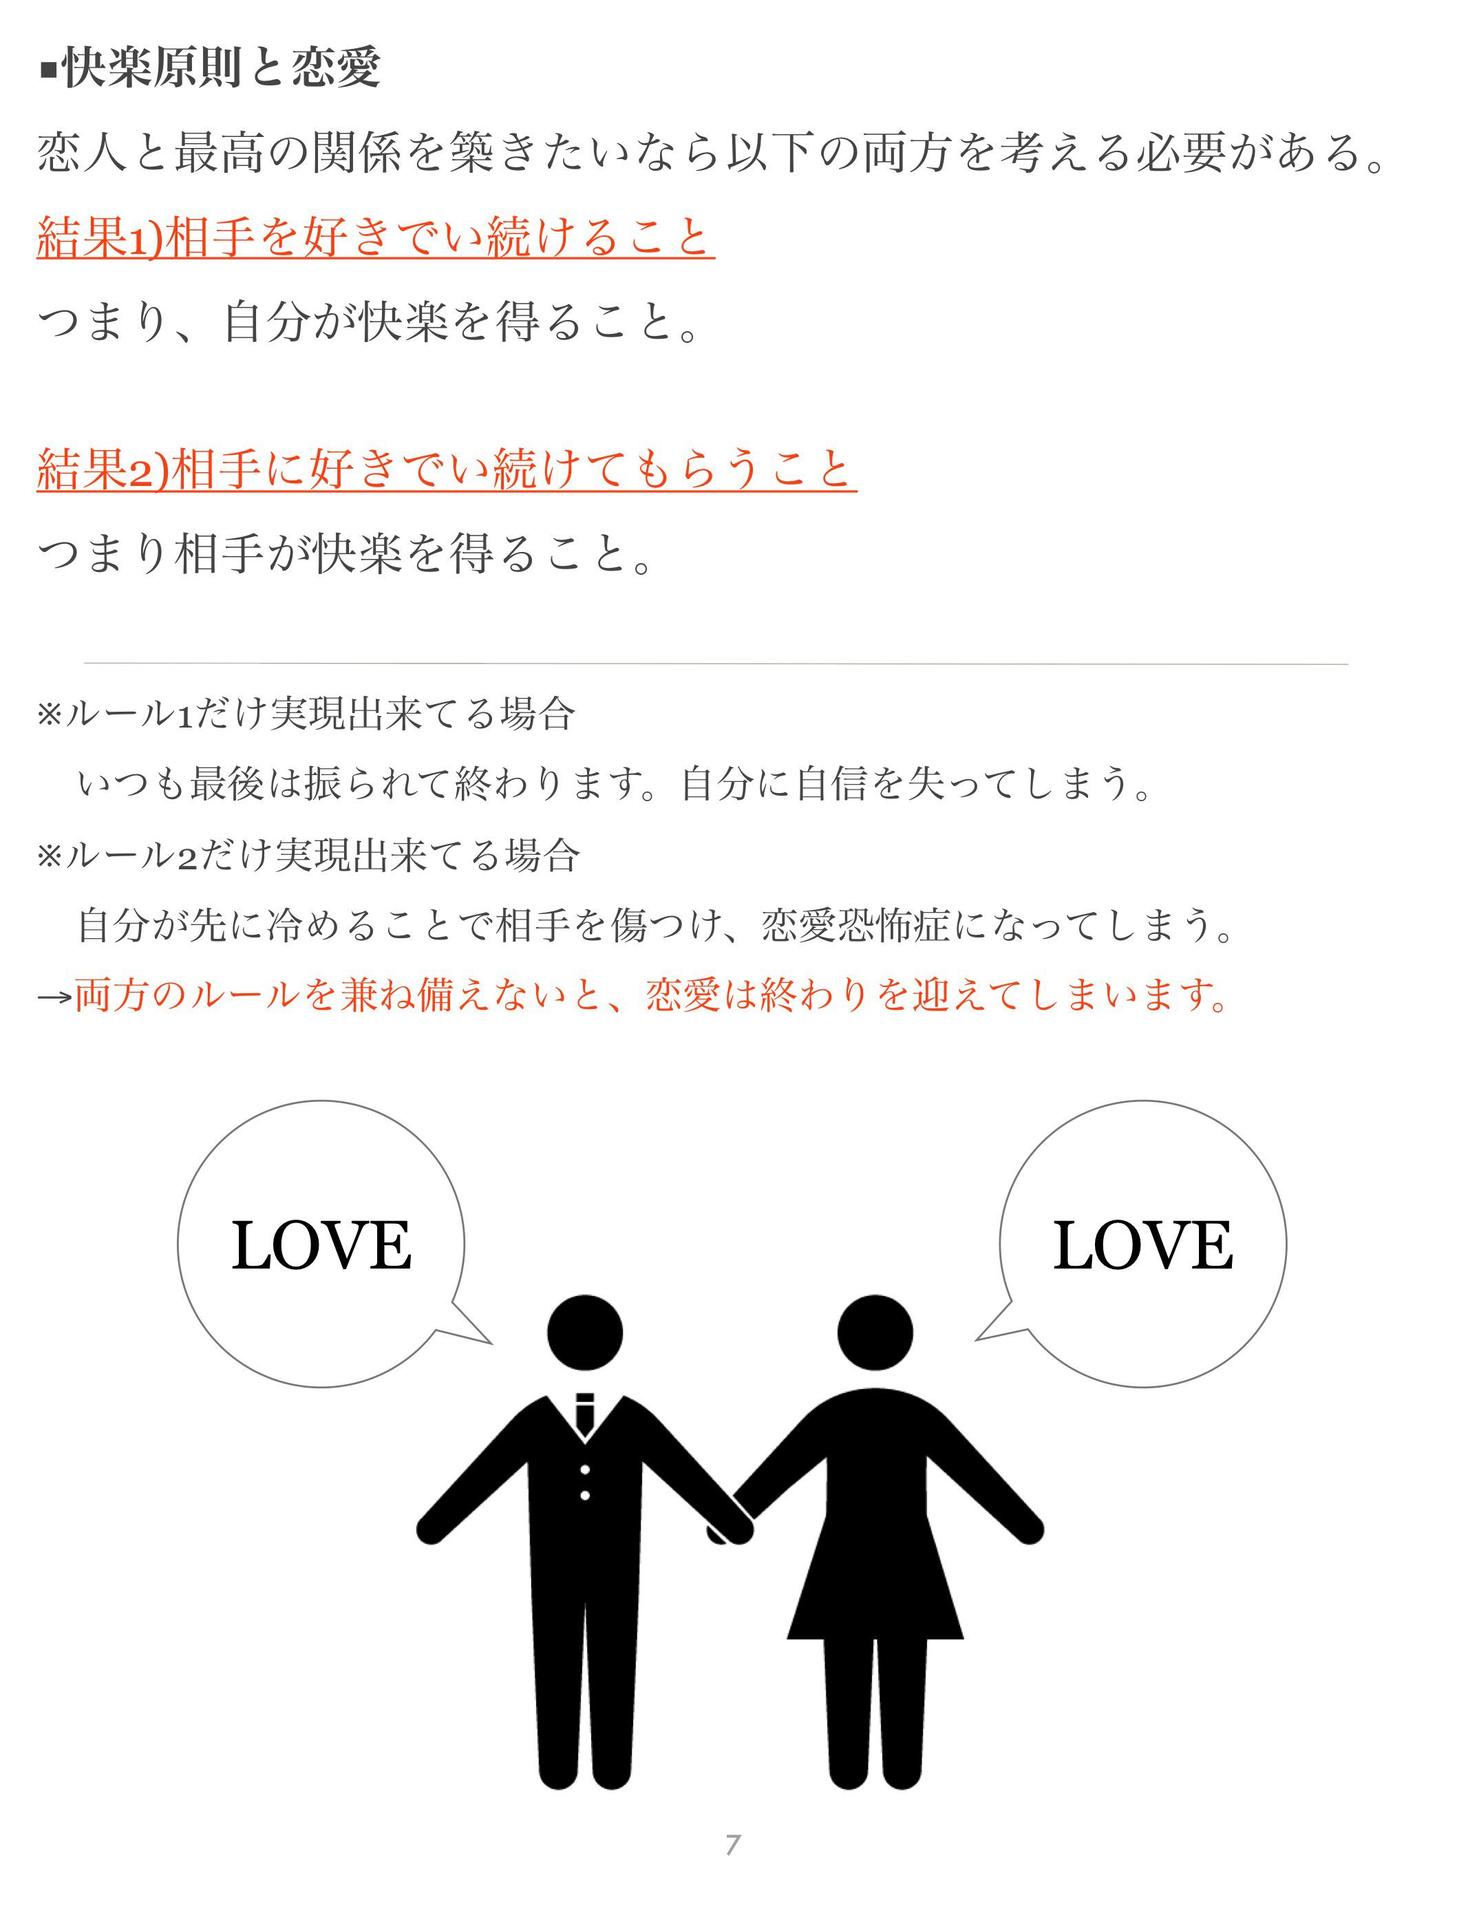 ▪快楽原則と恋愛
恋人と最高の関係を築きたいなら以下の両方を考える必要がある。
結果1)相手を好きでい続けること
つまり、自分が快楽を得ること。
結果2)相手に好きでい続けてもらうこと
つまり相手が快楽を得ること。
※ルール1だけ実現出来てる場合
いつも最後は振られて終わります。自分に自信を失ってしまう。
※ルール2だけ実現出来てる場合
自分が先に冷めることで相手を傷つけ、恋愛恐怖症になってしまう。
→両方のルールを兼ね備えないと、恋愛は終わりを迎えてしまいます。
LOVE
LOVE
7